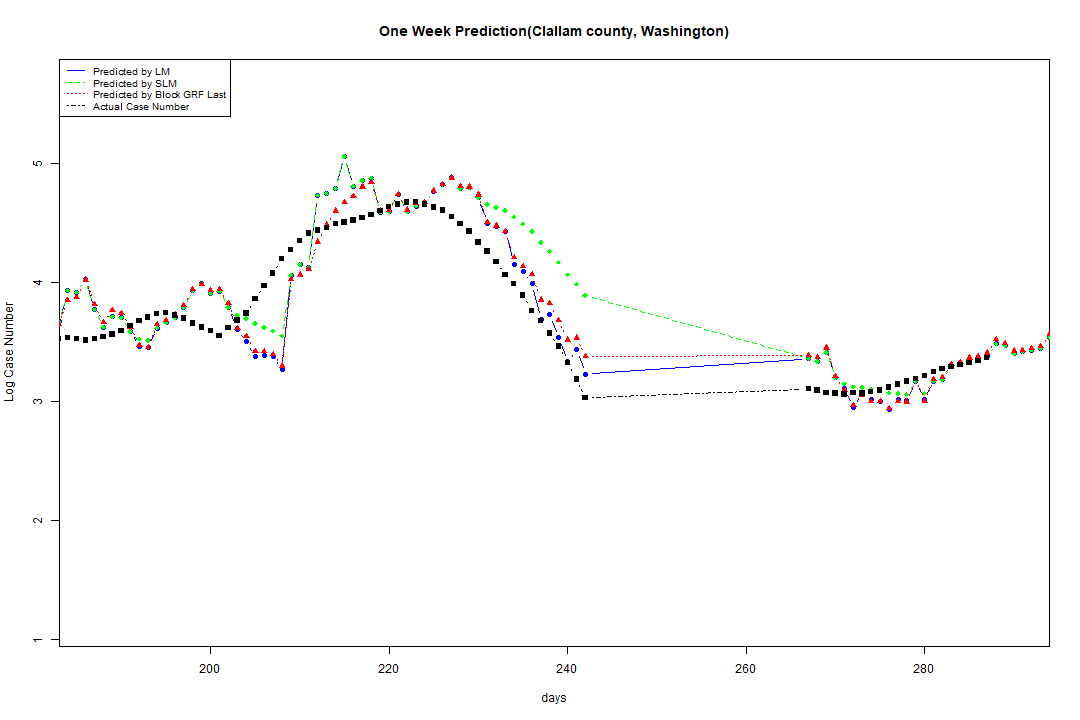 One Week Prediction(Clallam county, Washington)
Predicted by LM
Predicted by SLM
Predicted by Block GRF Last
Actual Case Number
Log Case Number
5
4
3
2
1
200
220
240
260
280
days